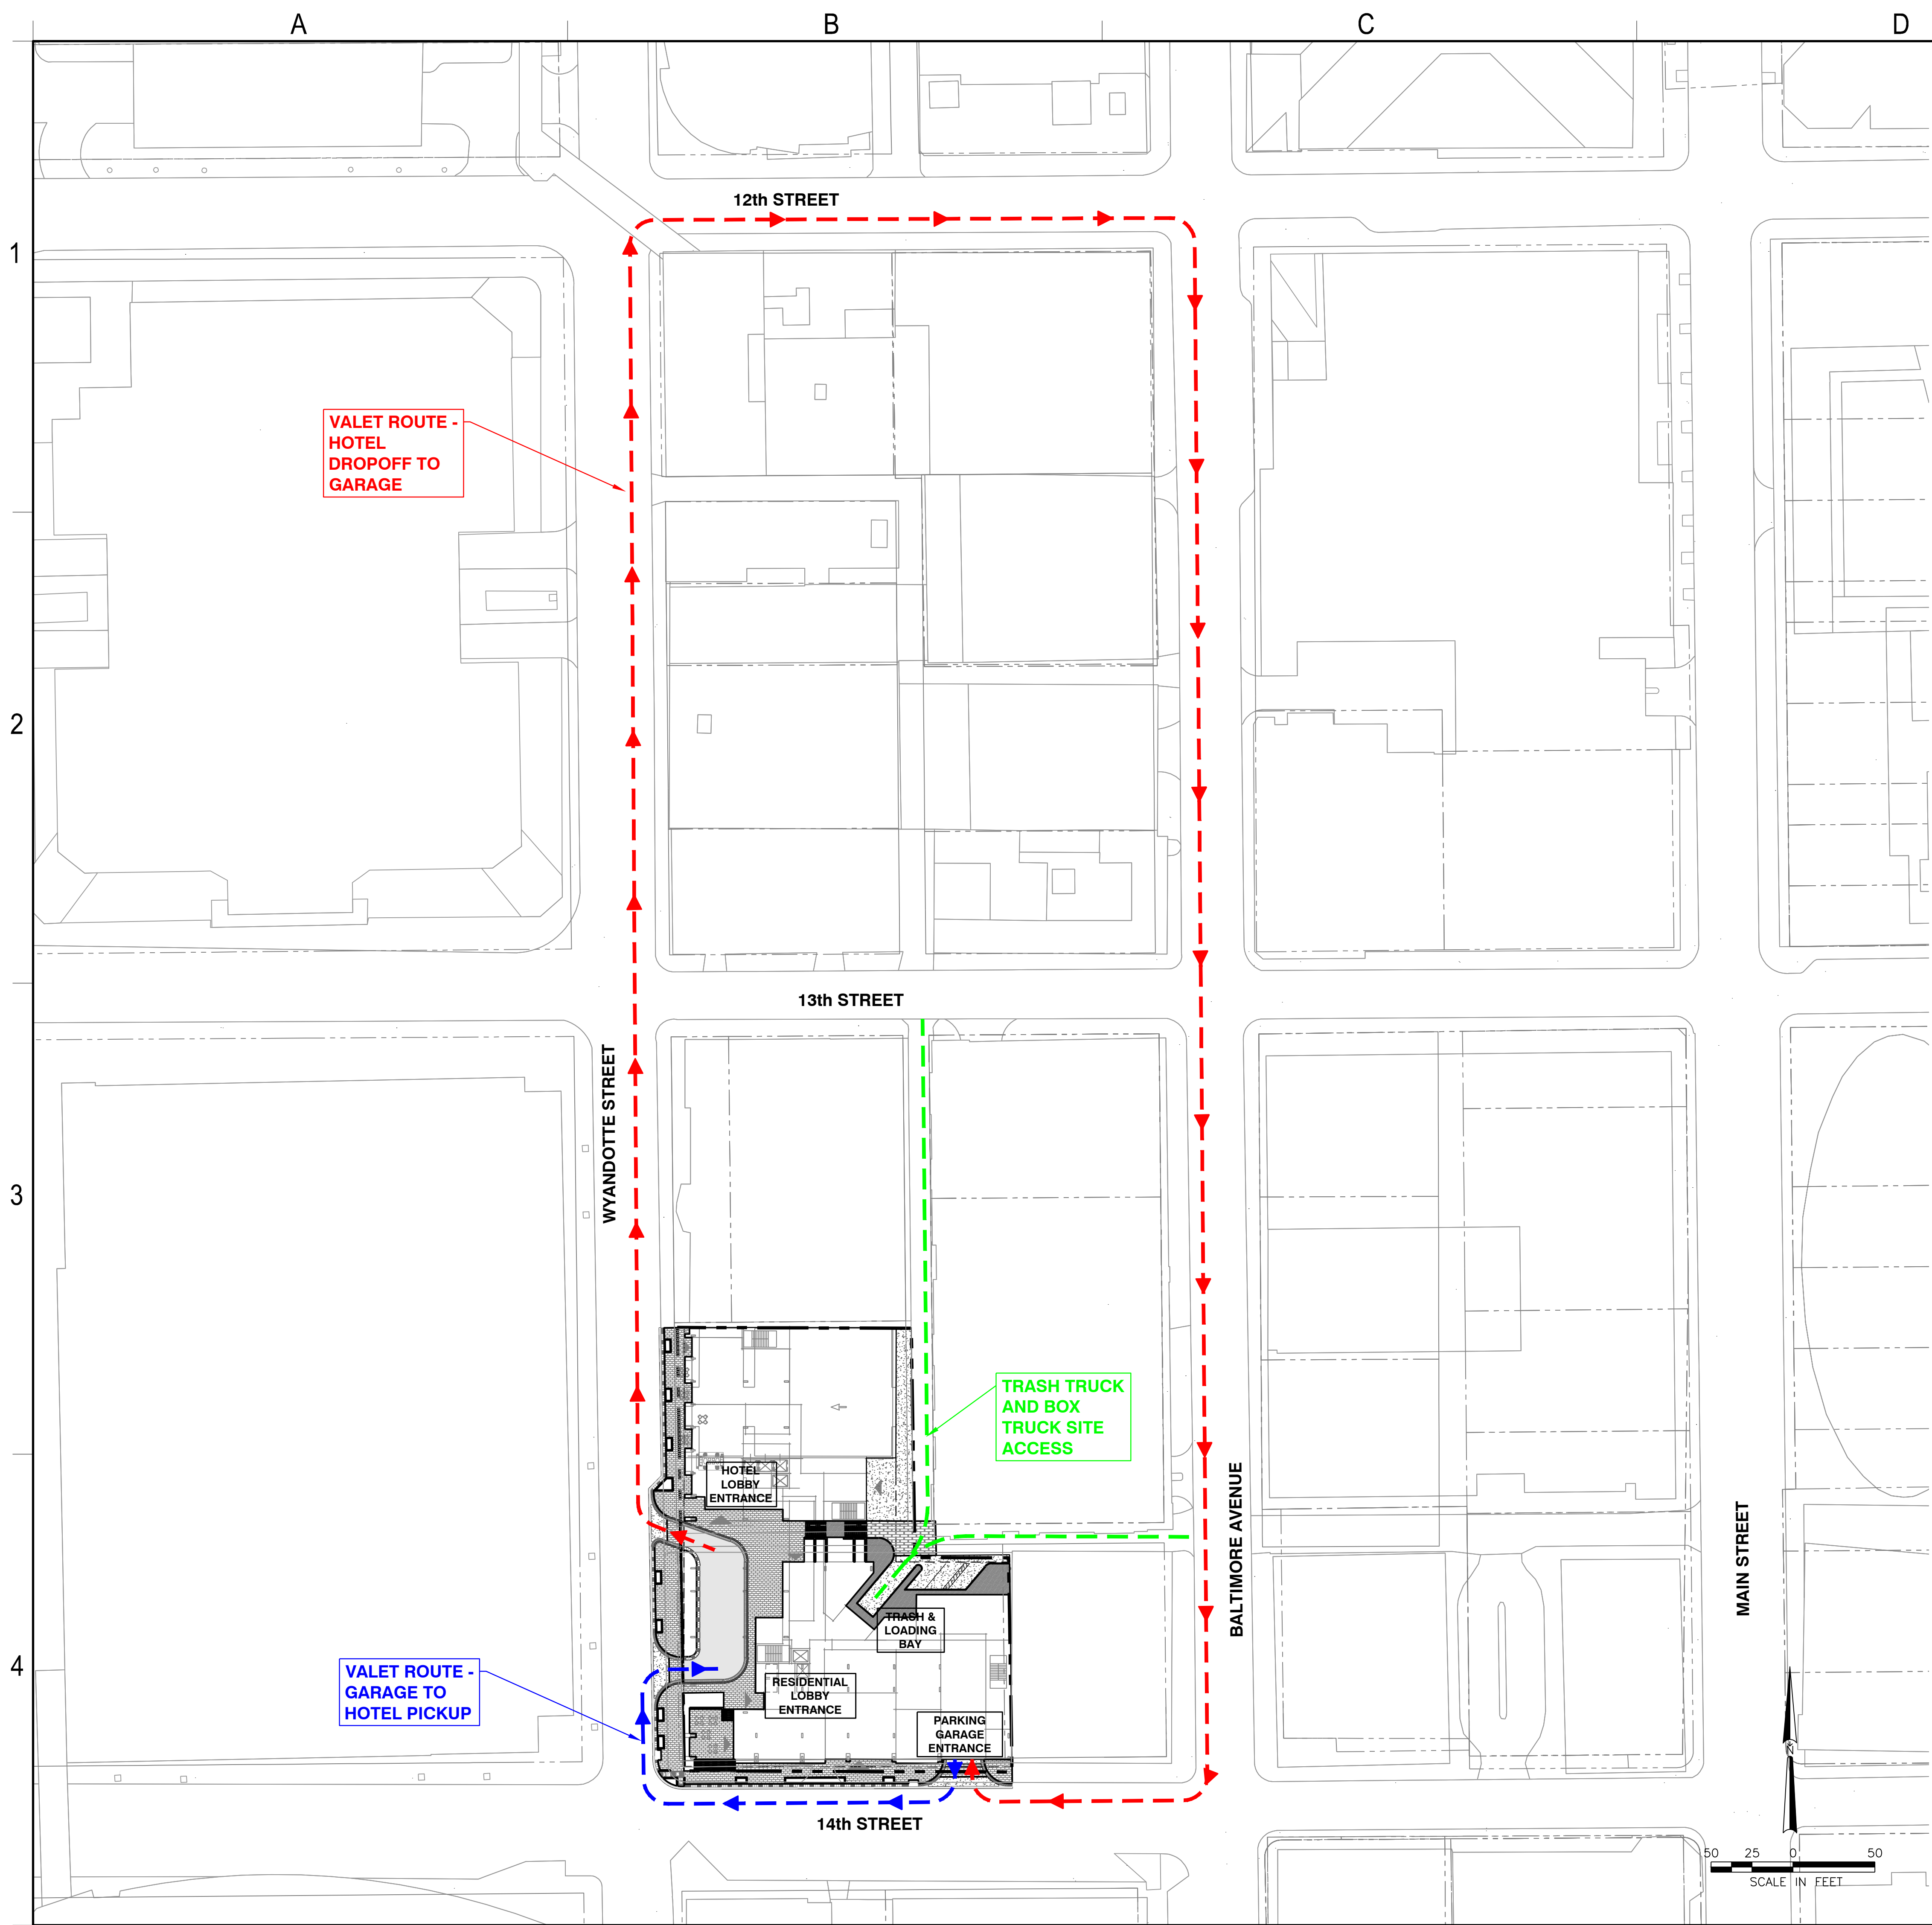 A
B
C
D
12th STREET
1
VALET ROUTE -
HOTEL
DROPOFF TO
GARAGE
2
13th STREET
WYANDOTTE STREET
3
TRASH TRUCK
AND BOX
TRUCK SITE
ACCESS
HOTEL
LOBBY
ENTRANCE
BALTIMORE AVENUE
MAIN STREET
TRASH &
LOADING
BAY
4
VALET ROUTE -
GARAGE TO
HOTEL PICKUP
RESIDENTIAL
LOBBY
ENTRANCE
PARKING
GARAGE
ENTRANCE
N
14th STREET
50 25 0 50
SCALE IN FEET